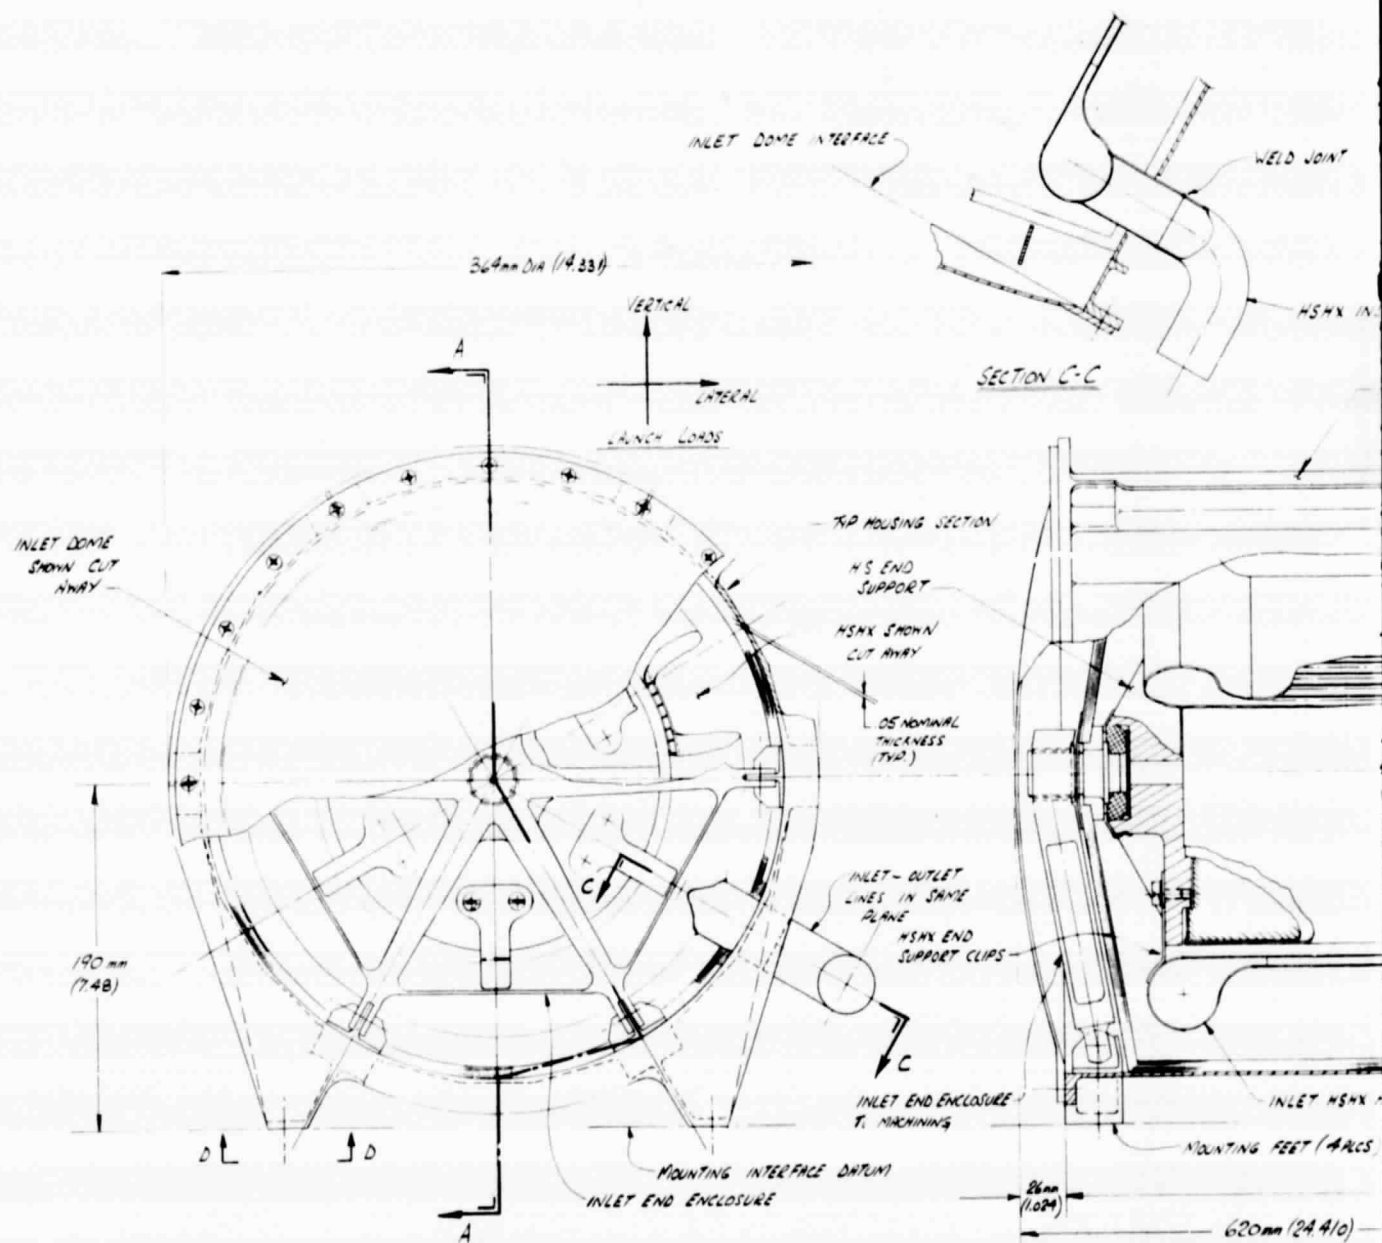 INLET DOME INTERFACE
WELD JOINT
364mm DIA (14.331)
VERTICAL
HSHX
A
SECTION C-C
LATERAL
LAUNCH LOADS
TYP HOUSING SECTION
INLET DOME
SHOWN CUT
AWAY
HS END
SUPPORT
HSHX SHOWN
CUT AWAY
.05 NOMINAL
THICKNESS
(TYP.)
C
INLET-OUTLET
LINES IN SAME
PLANE
190 mm
(7.48)
HSHX END
SUPPORT CLIPS
C
INLET END ENCLOSURE
Ti MACHINING
INLET HSHX
D
D
MOUNTING FEET (4 PLCS)
MOUNTING INTERFACE DATUM
INLET END ENCLOSURE
26mm
(1.024)
A
620mm (24.410)